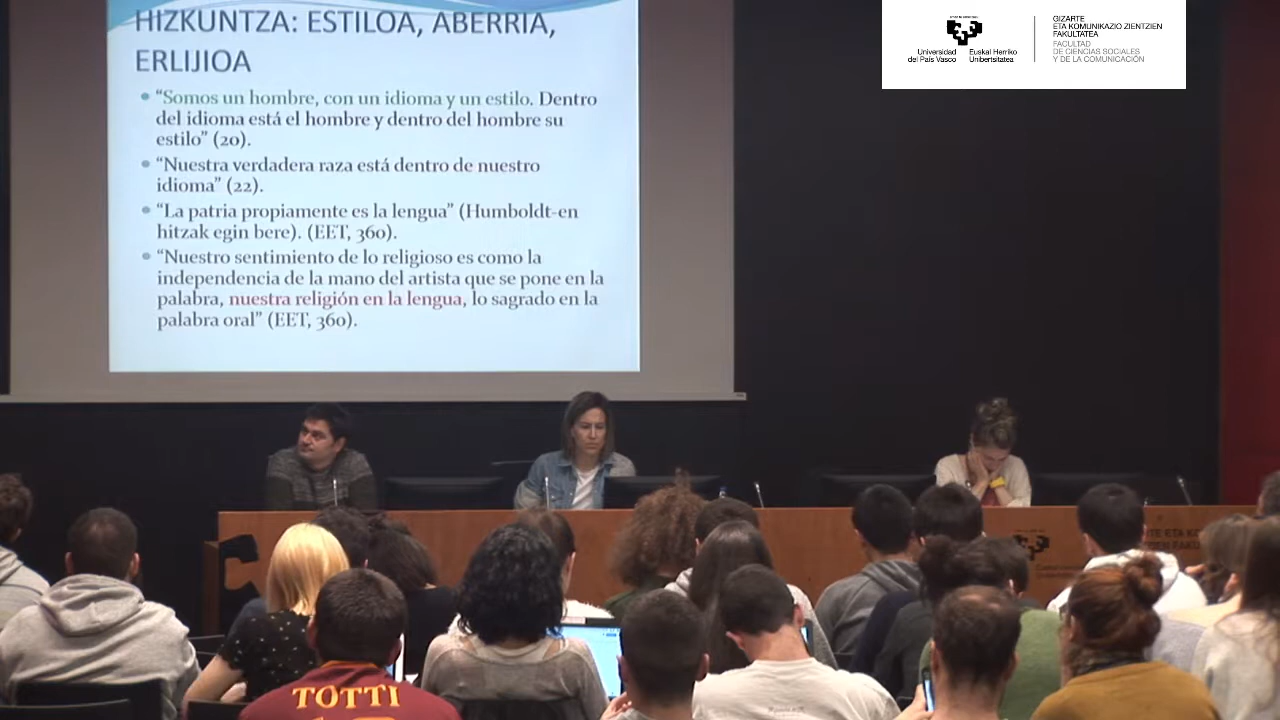 HIZKUNTZA: ESTILOA, ABERRIA,
ERLIJIOA
“Somos un hombre, con un idioma y un estilo. Dentro
del idioma está el hombre y dentro del hombre su
estilo” (20).
“Nuestra verdadera raza está dentro de nuestro
idioma” (22).
“La patria propiamente es la lengua” (Humboldt-en
hitzak egin bere). (EET, 360).
“Nuestro sentimiento de lo religioso es como la
independencia de la mano del artista que se pone en la
palabra, nuestra religión en la lengua, lo sagrado en la
palabra oral” (EET, 360).
Universidad
del País Vasco
Euskal Herriko
Unibertsitatea
GIZARTE
ETA KOMUNIKAZIO ZIENTZIEN
FAKULTATEA
FACULTAD
DE CIENCIAS SOCIALES
Y DE LA COMUNICACIÓN
TOTTI